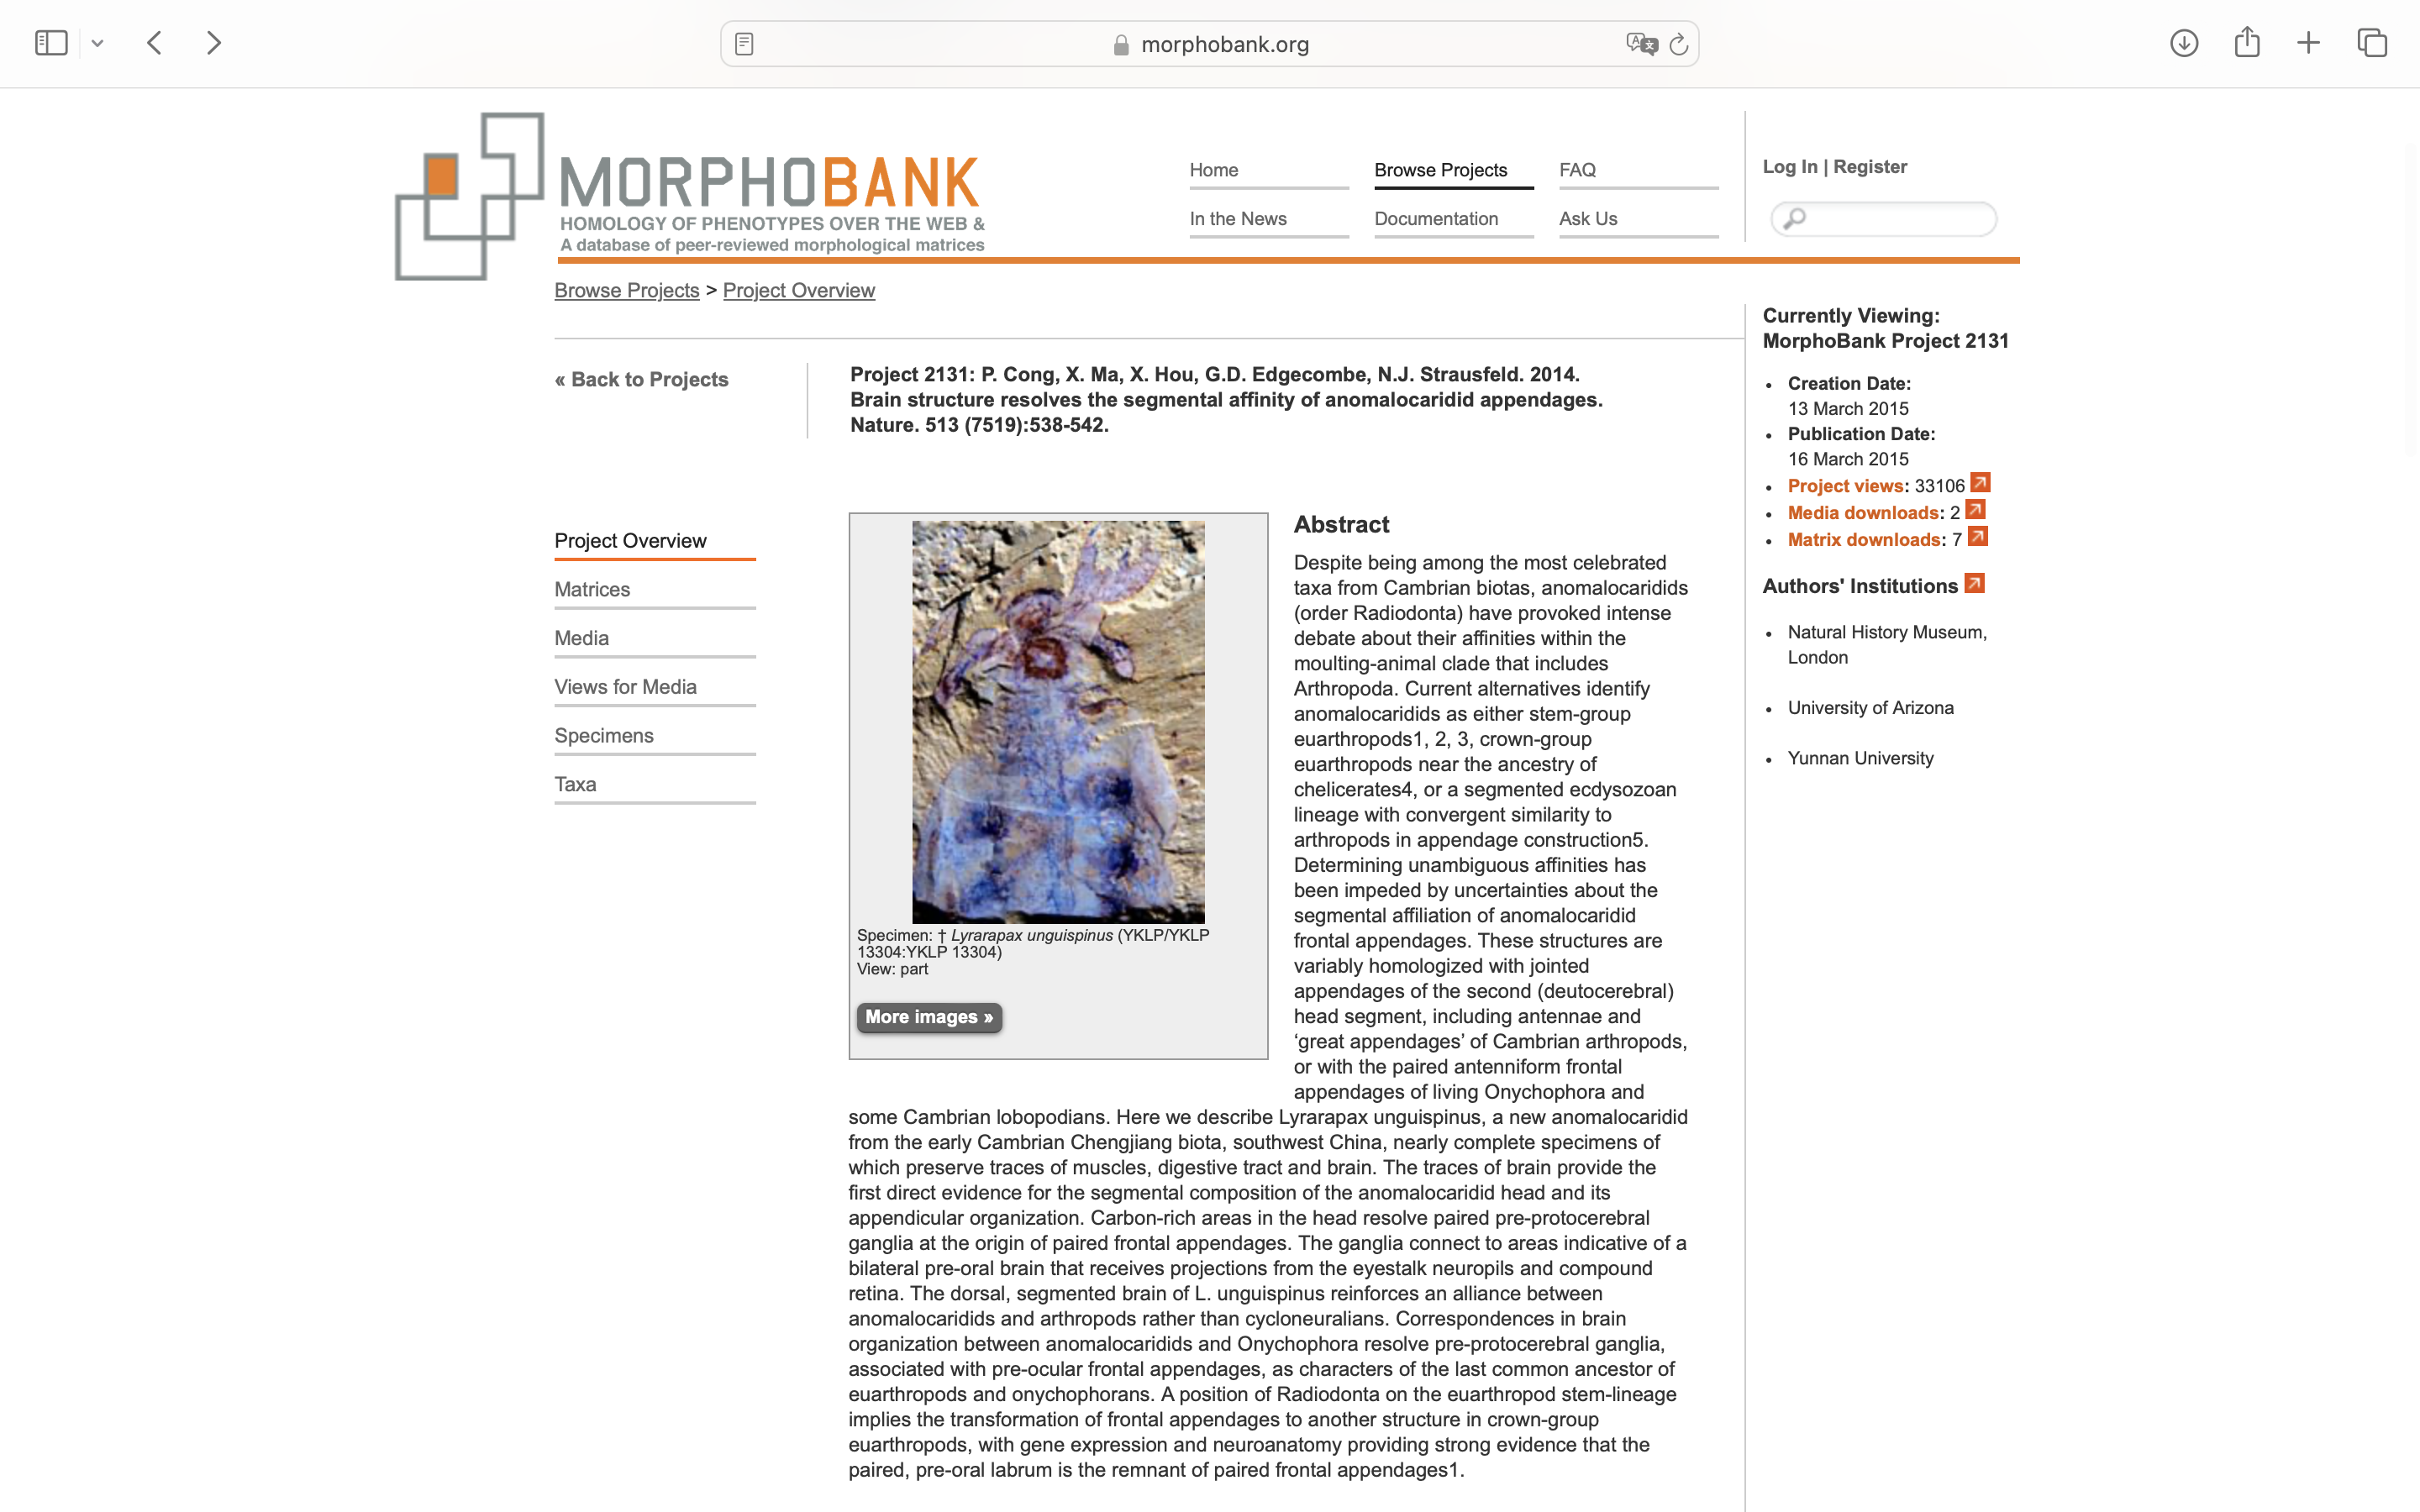 morphobank.org
MORPHOBANK
HOMOLOGY OF PHENOTYPES OVER THE WEB &
A database of peer-reviewed morphological matrices
Home
Browse Projects
FAQ
In the News
Documentation
Ask Us
Log In | Register
Browse Projects > Project Overview
« Back to Projects
Project 2131: P. Cong, X. Ma, X. Hou, G.D. Edgecombe, N.J. Strausfeld. 2014.
Brain structure resolves the segmental affinity of anomalocaridid appendages.
Nature. 513 (7519):538-542.
Project Overview
Matrices
Media
Views for Media
Specimens
Taxa
Specimen: † Lyrarapax unguispinus (YKLP/YKLP
13304:YKLP 13304)
View: part
More images »
Abstract
Despite being among the most celebrated
taxa from Cambrian biotas, anomalocaridids
(order Radiodonta) have provoked intense
debate about their affinities within the
moulting-animal clade that includes
Arthropoda. Current alternatives identify
anomalocaridids as either stem-group
euarthropods1, 2, 3, crown-group
euarthropods near the ancestry of
chelicerates4, or a segmented ecdysozoan
lineage with convergent similarity to
arthropods in appendage construction5.
Determining unambiguous affinities has
been impeded by uncertainties about the
segmental affiliation of anomalocaridid
frontal appendages. These structures are
variably homologized with jointed
appendages of the second (deutocerebral)
head segment, including antennae and
‘great appendages’ of Cambrian arthropods,
or with the paired antenniform frontal
appendages of living Onychophora and
some Cambrian lobopodians. Here we describe Lyrarapax unguispinus, a new anomalocaridid
from the early Cambrian Chengjiang biota, southwest China, nearly complete specimens of
which preserve traces of muscles, digestive tract and brain. The traces of brain provide the
first direct evidence for the segmental composition of the anomalocaridid head and its
appendicular organization. Carbon-rich areas in the head resolve paired pre-protocerebral
ganglia at the origin of paired frontal appendages. The ganglia connect to areas indicative of a
bilateral pre-oral brain that receives projections from the eyestalk neuropils and compound
retina. The dorsal, segmented brain of L. unguispinus reinforces an alliance between
anomalocaridids and arthropods rather than cycloneuralians. Correspondences in brain
organization between anomalocaridids and Onychophora resolve pre-protocerebral ganglia,
associated with pre-ocular frontal appendages, as characters of the last common ancestor of
euarthropods and onychophorans. A position of Radiodonta on the euarthropod stem-lineage
implies the transformation of frontal appendages to another structure in crown-group
euarthropods, with gene expression and neuroanatomy providing strong evidence that the
paired, pre-oral labrum is the remnant of paired frontal appendages1.
Currently Viewing:
MorphoBank Project 2131
• Creation Date:
13 March 2015
• Publication Date:
16 March 2015
• Project views: 33106
• Media downloads: 2
• Matrix downloads: 7
Authors' Institutions
• Natural History Museum,
London
• University of Arizona
• Yunnan University